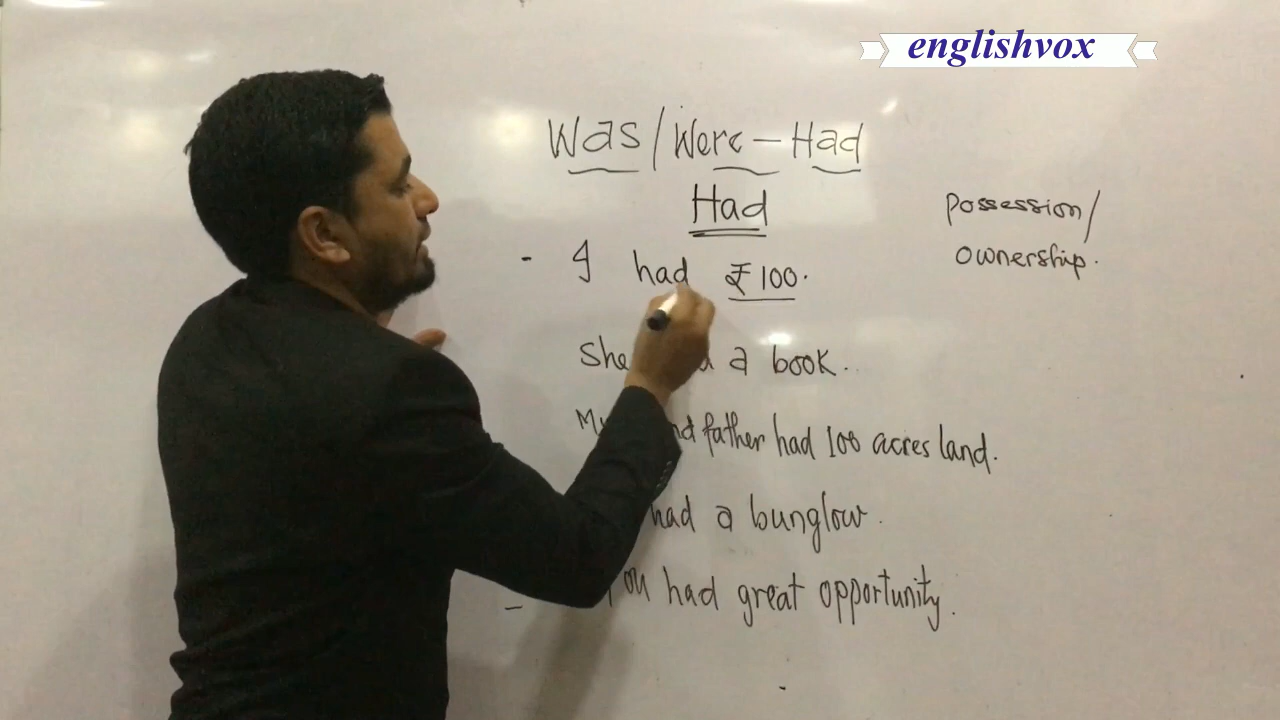 englishvox
Was/Were-Had
Had
Possession/
ownership.
- I had ₹100.
She a book.
father had 100 acres land.
had a bunglow.
- had great opportunity.